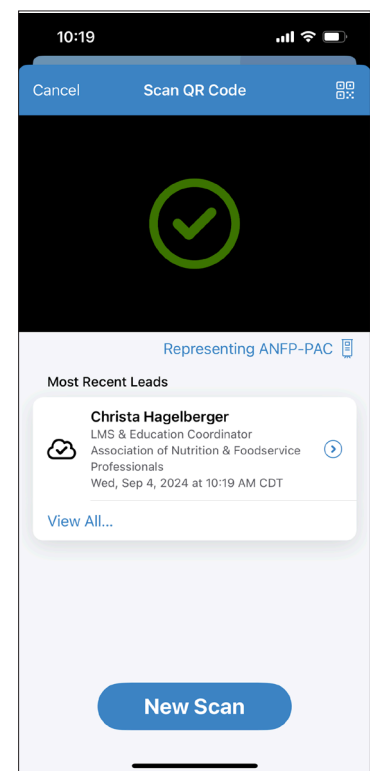 10:19
Cancel
Scan QR Code
Representing ANFP-PAC
Most Recent Leads
Christa Hagelberger
LMS & Education Coordinator
Association of Nutrition & Foodservice
Professionals
Wed, Sep 4, 2024 at 10:19 AM CDT
View All...
New Scan